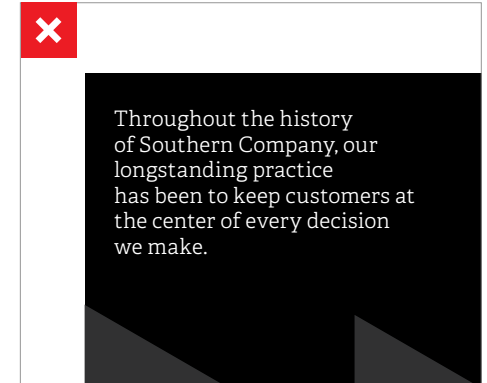 Throughout the history
of Southern Company, our
longstanding practice
has been to keep customers at
the center of every decision
we make.